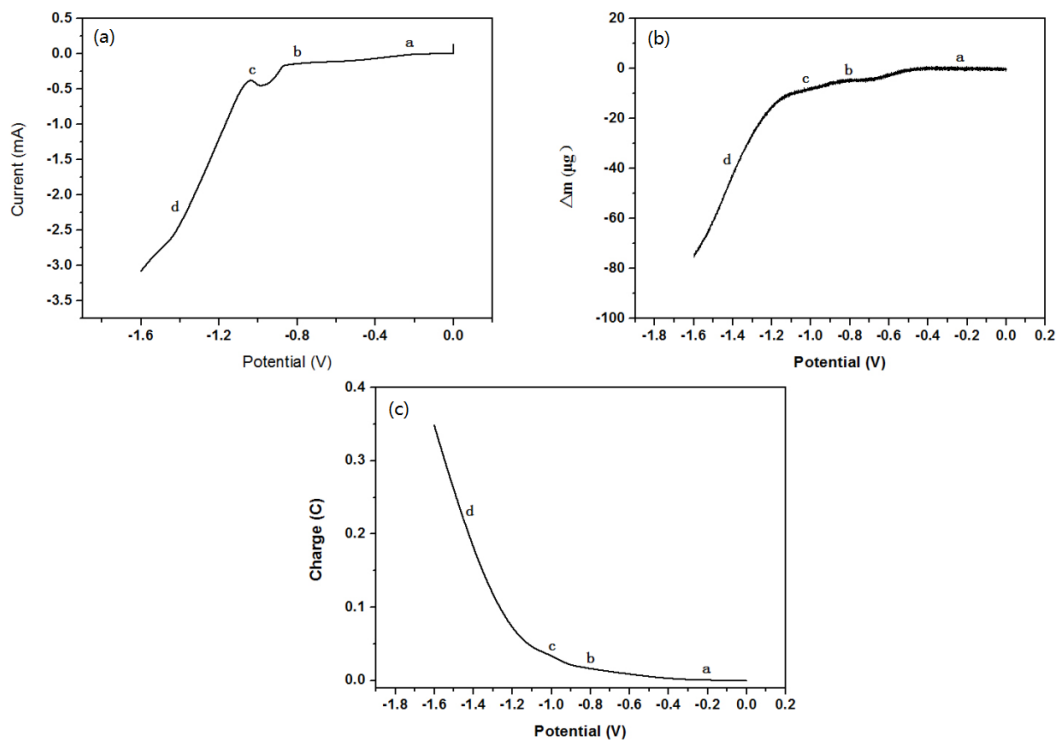 (a)
0.5
0.0
-0.5
-1.0
-1.5
-2.0
-2.5
-3.0
-3.5
Current (mA)
a
b
c
d
-1.6 -1.2 -0.8 -0.4 0.0
Potential (V)
(b)
20
0
-20
-40
-60
-80
-100
△m (μg)
a
b
c
d
-1.8 -1.6 -1.4 -1.2 -1.0 -0.8 -0.6 -0.4 -0.2 0.0 0.2
Potential (V)
(c)
0.4
0.3
0.2
0.1
0.0
Charge (C)
d
c
b
a
-1.8 -1.6 -1.4 -1.2 -1.0 -0.8 -0.6 -0.4 -0.2 0.0 0.2
Potential (V)